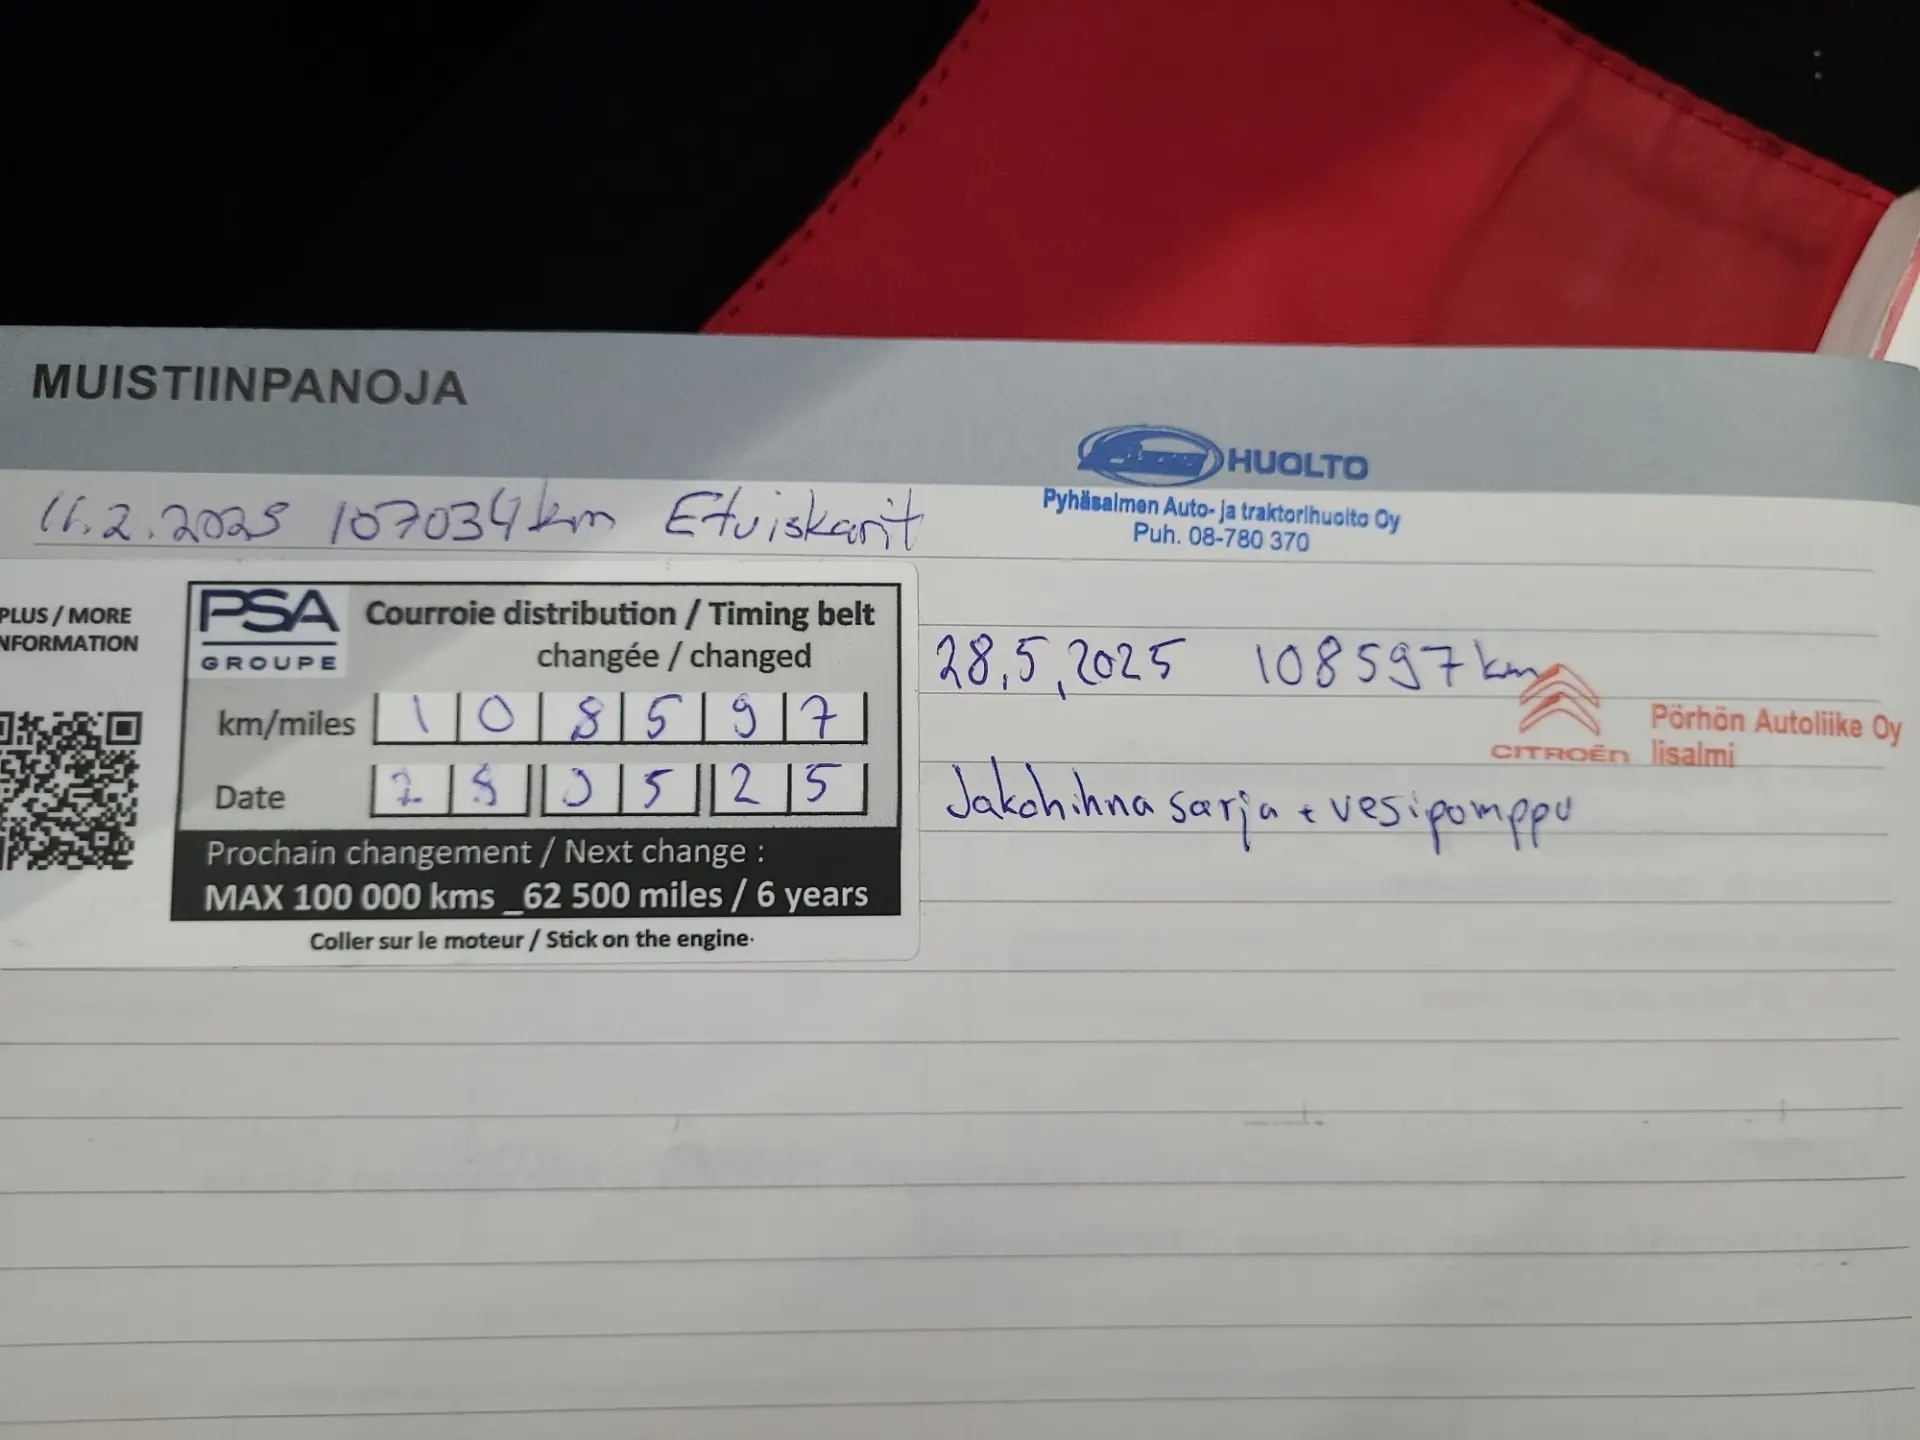 MUISTIINPANOJA
HUOLTO
Pyhäsalmen Auto- ja traktorihuolto Oy
Puh. 08-780 370
11.2.2025 107034 km Etuiskarit
PLUS / MORE
NFORMATION
PSA
GROUPE
Courroie distribution / Timing belt
changée / changed
km/miles 1 0 8 5 9 7
Date 2 8 0 5 2 5
Prochain changement / Next change :
MAX 100 000 kms _62 500 miles / 6 years
Coller sur le moteur / Stick on the engine.
28.5.2025 108597 km
CITROËN
Pörhön Autoliike Oy
Iisalmi
Jakohihna sarja + vesipomppu